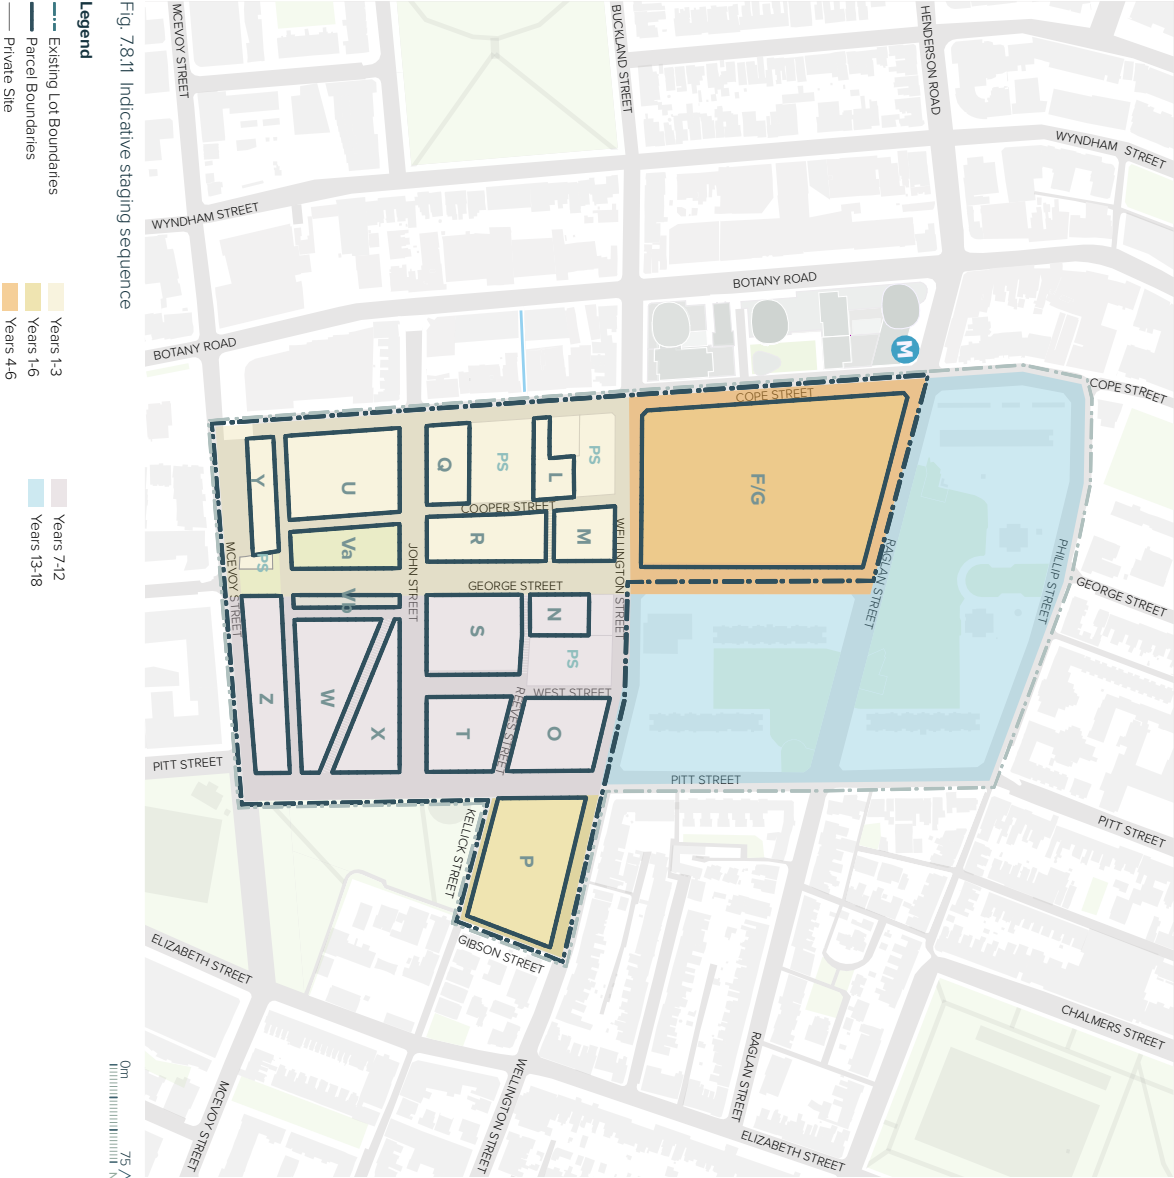 Fig. 7.8.11 Indicative staging sequence
Legend
Existing Lot Boundaries
Parcel Boundaries
Private Site
Years 1-3
Years 1-6
Years 4-6
Years 7-12
Years 13-18
0m
75
MCEVOY STREET
BUCKLAND STREET
HENDERSON ROAD
WYNDHAM STREET
WYNDHAM STREET
BOTANY ROAD
BOTANY ROAD
M
COPE STREET
COPE STREET
Y
U
Q
PS
L
PS
F/G
COOPER STREET
Va
R
M
PS
WELLINGTON STREET
MCEVOY STREET
JOHN STREET
RAGLAN STREET
PHILLIP STREET
GEORGE STREET
GEORGE STREET
Vb
S
N
PS
WEST STREET
REEVES STREET
Z
W
X
T
O
PITT STREET
PITT STREET
PITT STREET
KELLICK STREET
P
GIBSON STREET
ELIZABETH STREET
CHALMERS STREET
MCEVOY STREET
WELLINGTON STREET
RAGLAN STREET
ELIZABETH STREET